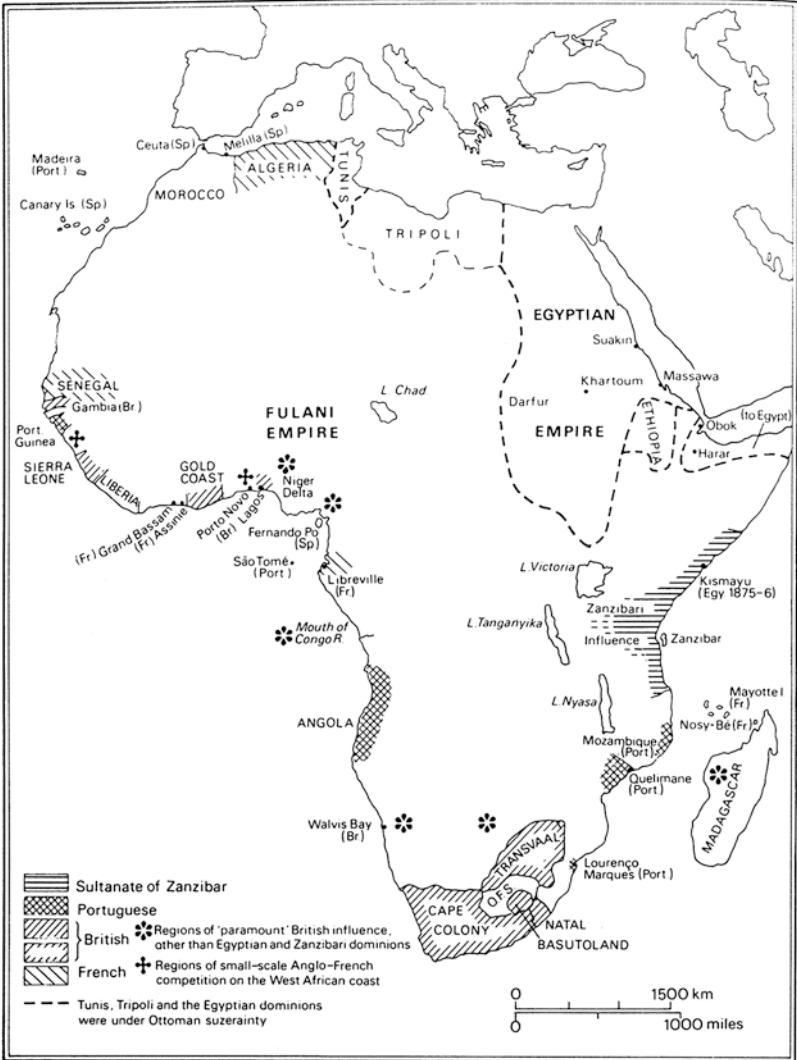 Ceuta (Sp)
Melilla (Sp)
Madeira
(Port)
ALGERIA
TUNIS
MOROCCO
Canary Is (Sp)
TRIPOLI
EGYPTIAN
Suakin
Massawa
Khartoum
L. Chad
Darfur
SENEGAL
Gambia (Br)
FULANI
EMPIRE
EMPIRE
ETHIOPIA
Obok
(to Egypt)
Harar
Port.
Guinea
SIERRA
LEONE
LIBERIA
GOLD
COAST
Niger
Delta
(Fr) Grand Bassam
(Fr) Assinie
Porto Novo
(Br) Lagos
Fernando Po
(Sp)
São Tomé
(Port)
Libreville
(Fr)
L.Victoria
Kismayu
(Egy 1875-6)
Zanzibari
Influence
Zanzibar
L.Tanganyika
Mouth of
Congo R.
L.Nyasa
Mayotte I
(Fr)
Nosy-Bé (Fr)
ANGOLA
Mozambique
(Port)
Quelimane
(Port)
MADAGASCAR
Walvis Bay
(Br)
TRANSVAAL
Lourenço
Marques (Port)
O.F.S.
CAPE
COLONY
NATAL
BASUTOLAND
Sultanate of Zanzibar
Portuguese
British
Regions of 'paramount' British influence,
other than Egyptian and Zanzibari dominions
French
Regions of small-scale Anglo-French
competition on the West African coast
Tunis, Tripoli and the Egyptian dominions
were under Ottoman suzerainty
0 1500 km
0 1000 miles